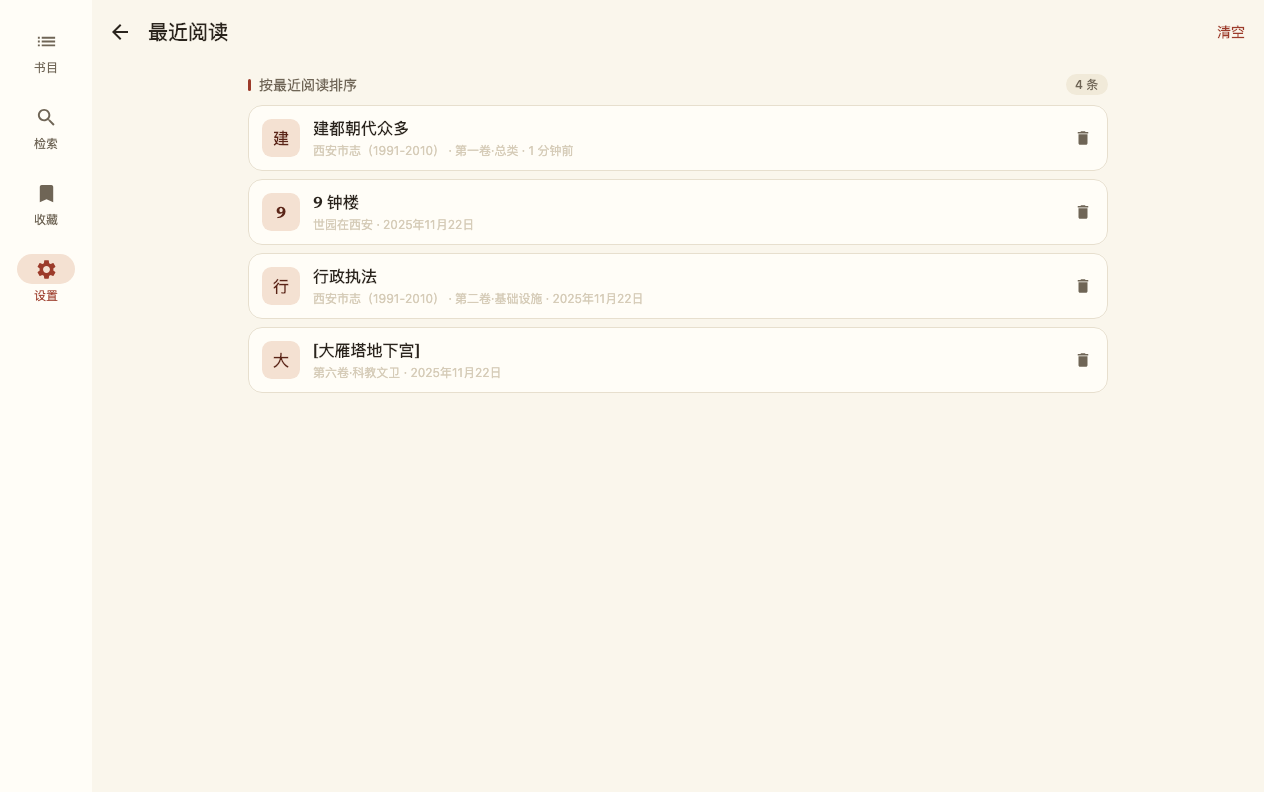 书目
检索
收藏
设置
最近阅读
清空
按最近阅读排序
4 条
建
建都朝代众多
西安市志（1991-2010） · 第一卷·总类 · 1 分钟前
9
9 钟楼
世园在西安 · 2025年11月22日
行
行政执法
西安市志（1991-2010） · 第二卷·基础设施 · 2025年11月22日
大
[大雁塔地下宫]
第六卷·科教文卫 · 2025年11月22日